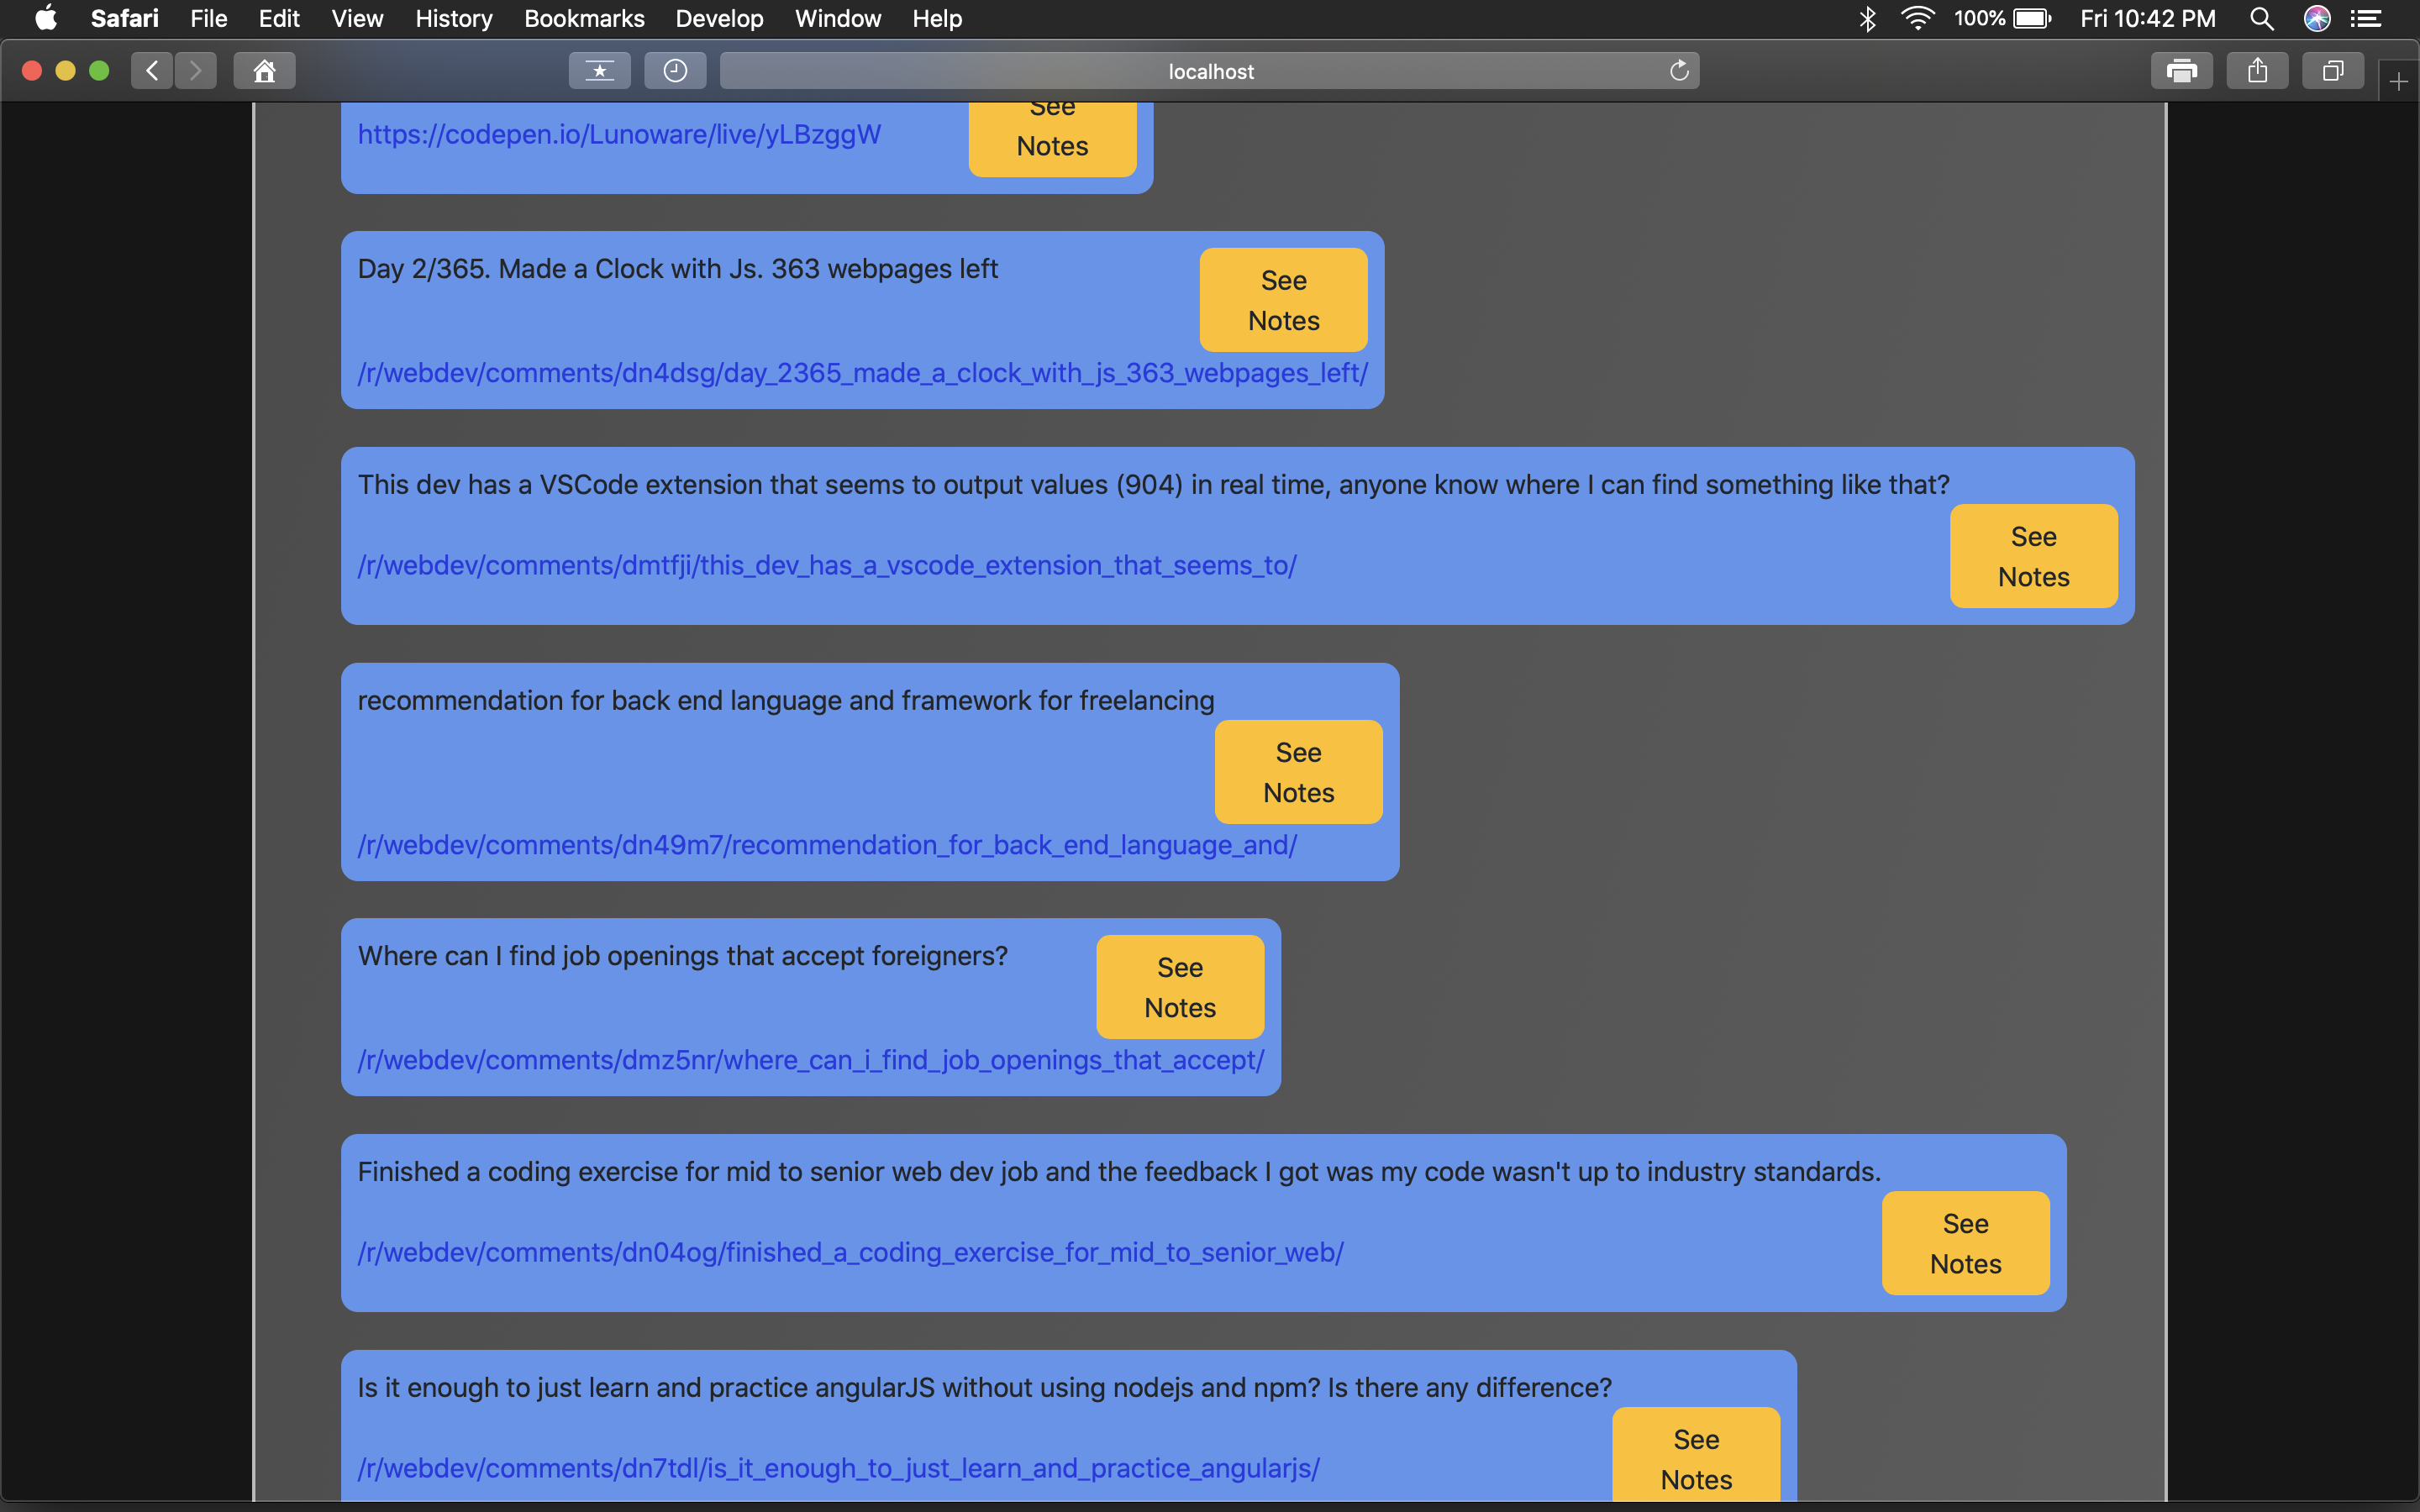 Safari File Edit View History Bookmarks Develop Window Help 100% Fri 10:42 PM
localhost
See
Notes
https://codepen.io/Lunoware/live/yLBzggW
Day 2/365. Made a Clock with Js. 363 webpages left
See
Notes
/r/webdev/comments/dn4dsg/day_2365_made_a_clock_with_js_363_webpages_left/
This dev has a VSCode extension that seems to output values (904) in real time, anyone know where I can find something like that?
See
Notes
/r/webdev/comments/dmtfji/this_dev_has_a_vscode_extension_that_seems_to/
recommendation for back end language and framework for freelancing
See
Notes
/r/webdev/comments/dn49m7/recommendation_for_back_end_language_and/
Where can I find job openings that accept foreigners?
See
Notes
/r/webdev/comments/dmz5nr/where_can_i_find_job_openings_that_accept/
Finished a coding exercise for mid to senior web dev job and the feedback I got was my code wasn't up to industry standards.
See
Notes
/r/webdev/comments/dn04og/finished_a_coding_exercise_for_mid_to_senior_web/
Is it enough to just learn and practice angularJS without using nodejs and npm? Is there any difference?
See
Notes
/r/webdev/comments/dn7tdl/is_it_enough_to_just_learn_and_practice_angularjs/